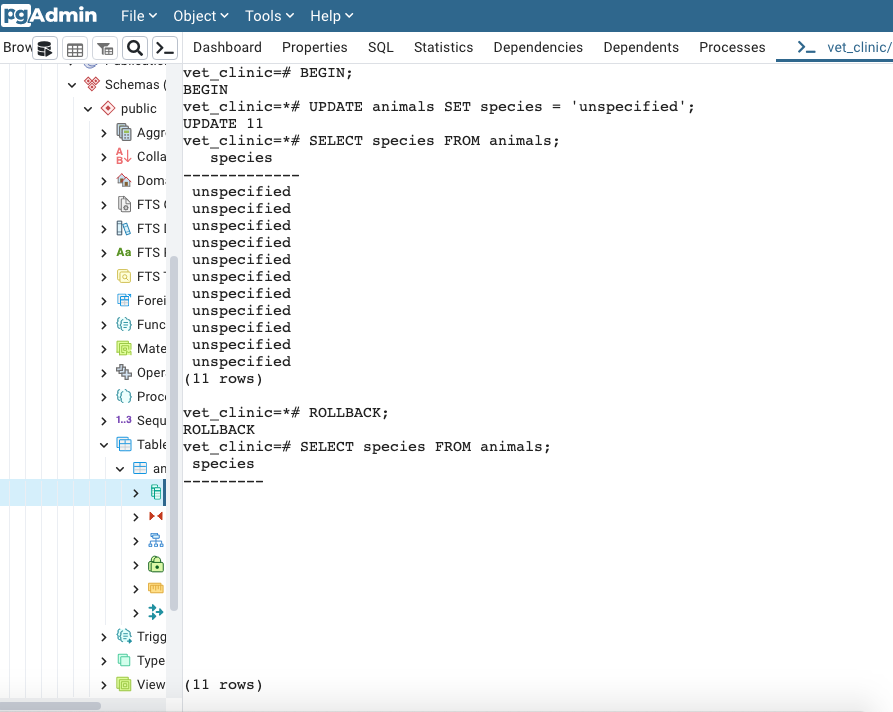 pgAdmin File Object Tools Help
Brow Dashboard Properties SQL Statistics Dependencies Dependents Processes vet_clinic/
Schemas (
public
Aggr
Colla
Dom
FTS
FTS
Aa FTS
FTS
Forei
Func
Mate
Oper
Proc
1..3 Sequ
Table
an
Trigg
Type
View
vet_clinic=# BEGIN;
BEGIN
vet_clinic=*# UPDATE animals SET species = 'unspecified';
UPDATE 11
vet_clinic=*# SELECT species FROM animals;
species
-------------
unspecified
unspecified
unspecified
unspecified
unspecified
unspecified
unspecified
unspecified
unspecified
unspecified
unspecified
(11 rows)
vet_clinic=*# ROLLBACK;
ROLLBACK
vet_clinic=# SELECT species FROM animals;
species
---------
(11 rows)